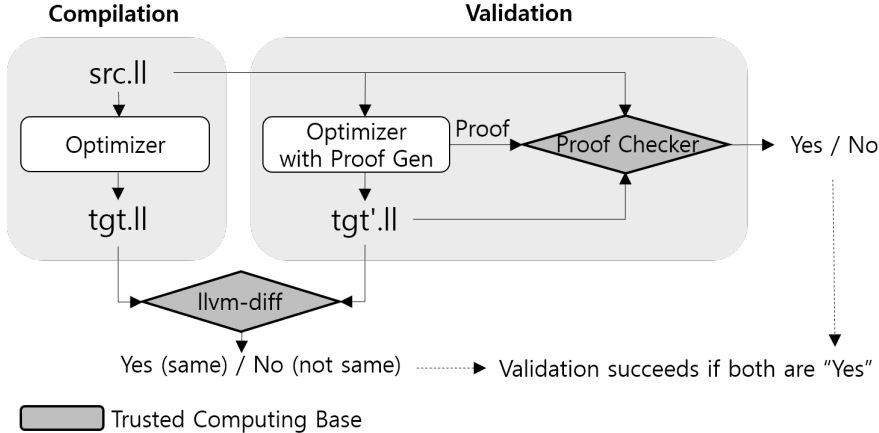 Compilation
Validation
src.ll
Optimizer
Optimizer
with Proof Gen
Proof
Proof Checker
Yes / No
tgt.ll
tgt'.ll
llvm-diff
Yes (same) / No (not same)
Validation succeeds if both are “Yes”
Trusted Computing Base